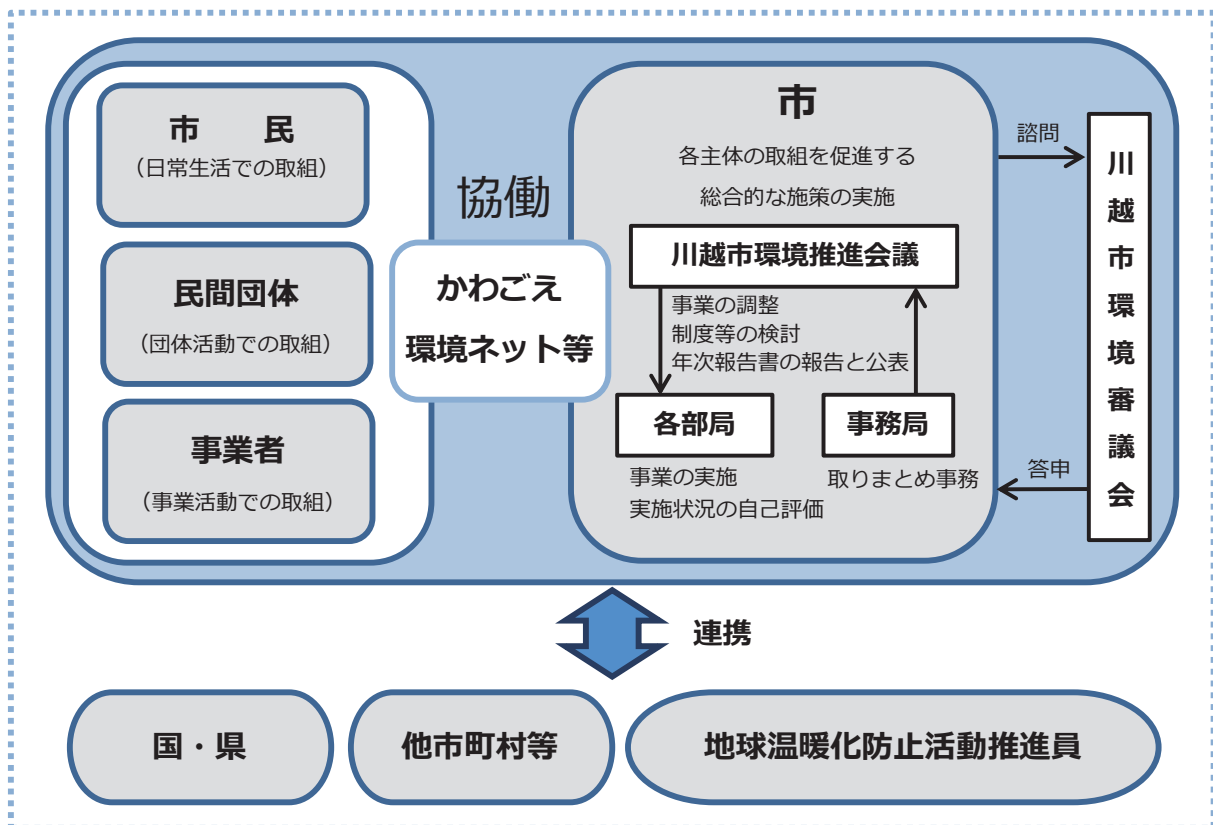 市　　民
（日常生活での取組）
民間団体
（団体活動での取組）
事業者
（事業活動での取組）
協働
かわごえ
環境ネット等
市
各主体の取組を促進する
総合的な施策の実施
川越市環境推進会議
事業の調整
制度等の検討
年次報告書の報告と公表
各部局
事業の実施
実施状況の自己評価
事務局
取りまとめ事務
諮問
川越市環境審議会
答申
連携
国・県
他市町村等
地球温暖化防止活動推進員